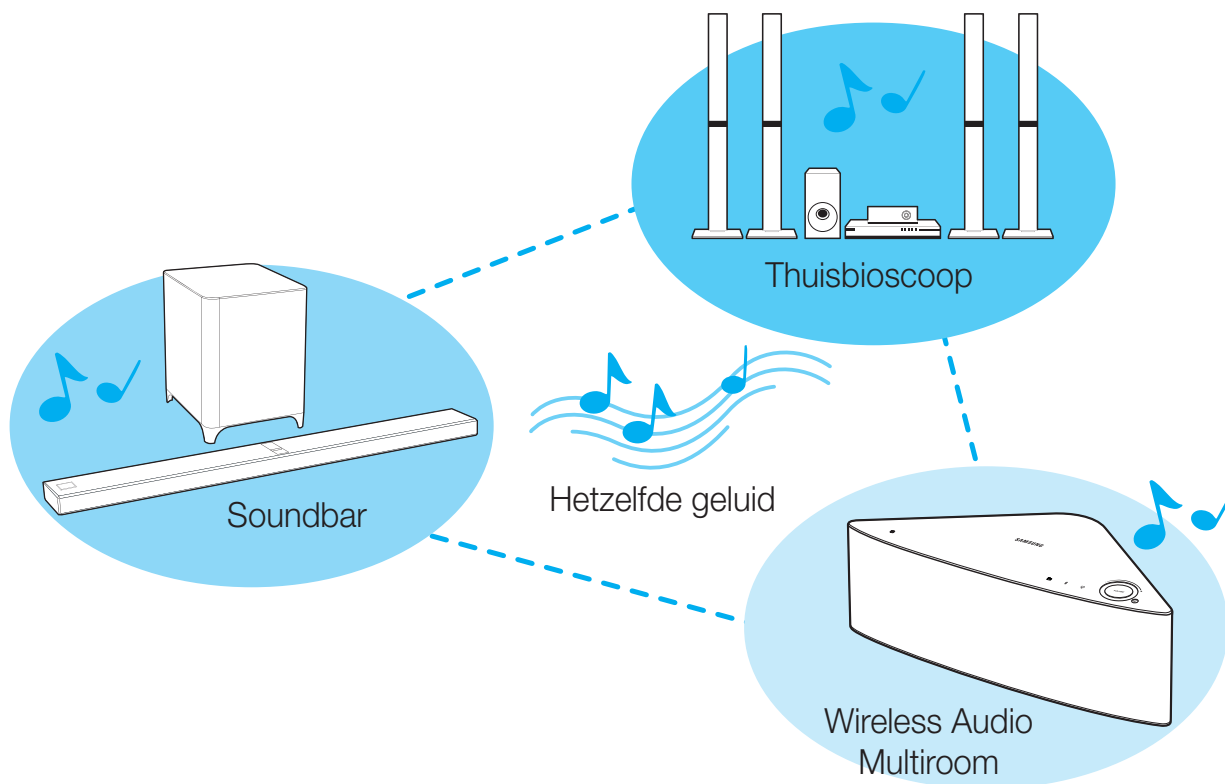 Thuisbioscoop
Soundbar
Hetzelfde geluid
SAMSUNG
Wireless Audio
Multiroom